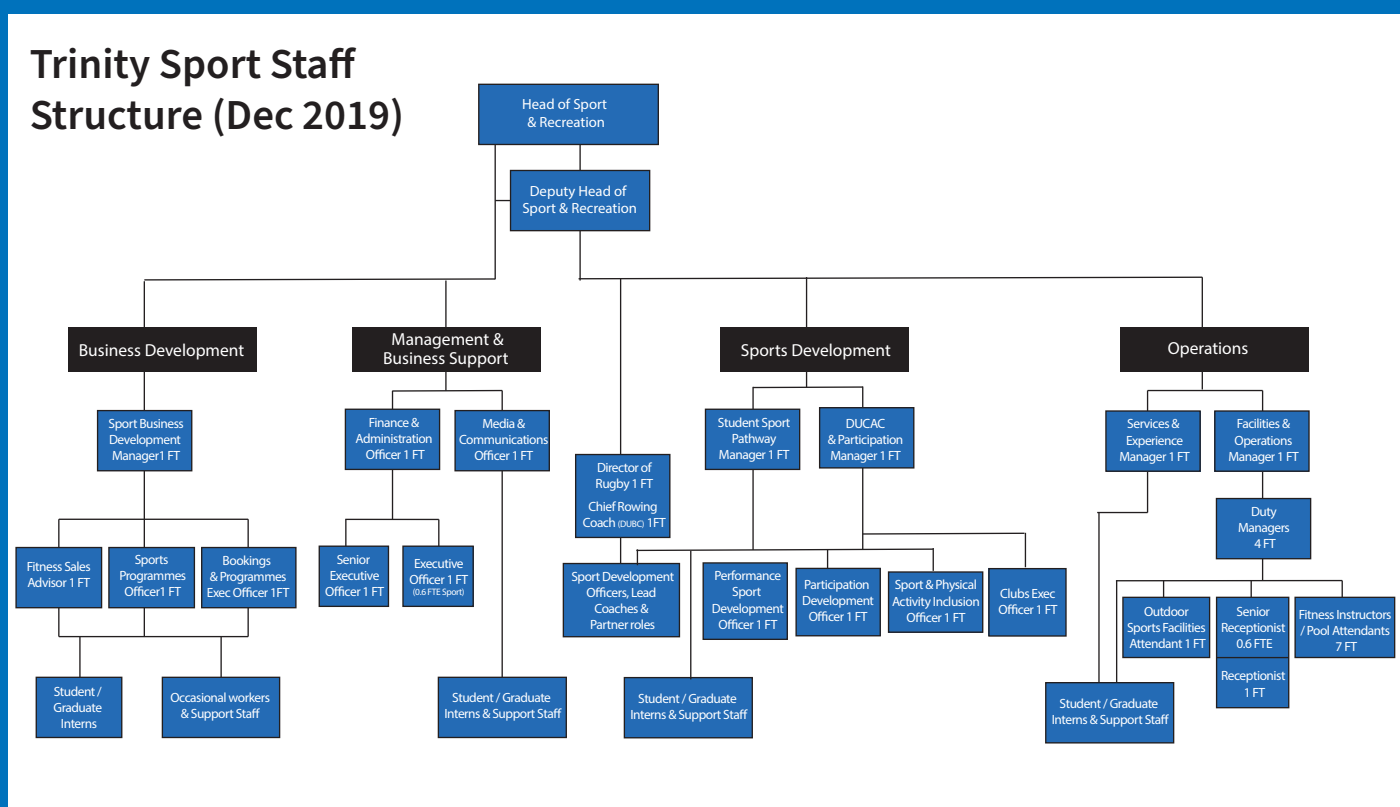 Trinity Sport Staff
Structure (Dec 2019)
Head of Sport
& Recreation
Deputy Head of
Sport & Recreation
Business Development
Management &
Business Support
Sports Development
Operations
Sport Business
Development
Manager1 FT
Finance &
Administration
Officer 1 FT
Media &
Communications
Officer 1 FT
Director of
Rugby 1 FT
Chief Rowing
Coach (DUBC) 1FT
Student Sport
Pathway
Manager 1 FT
DUCAC
& Participation
Manager 1 FT
Services &
Experience
Manager 1 FT
Facilities &
Operations
Manager 1 FT
Duty
Managers
4 FT
Fitness Sales
Advisor 1 FT
Sports
Programmes
Officer1 FT
Bookings
& Programmes
Exec Officer 1FT
Senior
Executive
Officer 1 FT
Executive
Officer 1 FT
(0.6 FTE Sport)
Sport Development
Officers, Lead
Coaches &
Partner roles
Performance
Sport
Development
Officer 1 FT
Participation
Development
Officer 1 FT
Sport & Physical
Activity Inclusion
Officer 1 FT
Clubs Exec
Officer 1 FT
Outdoor
Sports Facilities
Attendant 1 FT
Senior
Receptionist
0.6 FTE
Receptionist
1 FT
Fitness Instructors
/ Pool Attendants
7 FT
Student /
Graduate
Interns
Occasional workers
& Support Staff
Student / Graduate
Interns & Support Staff
Student / Graduate
Interns & Support Staff
Student / Graduate
Interns & Support Staff